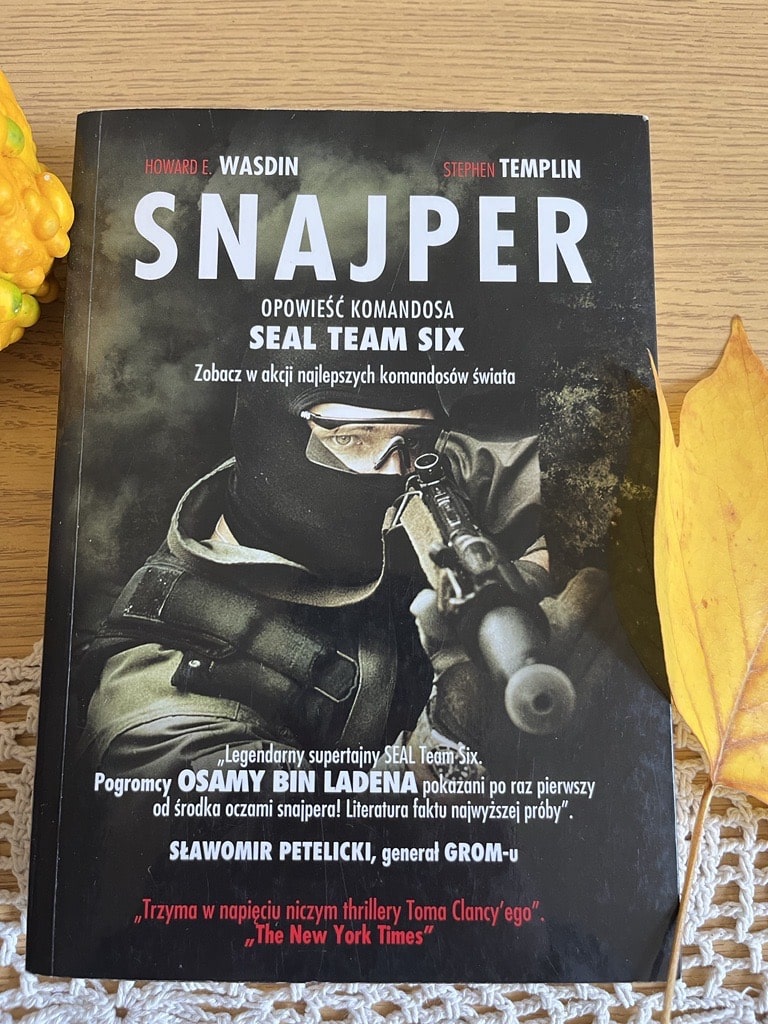 HOWARD E. WASDIN STEPHEN TEMPLIN
SNAJPER
OPOWIEŚĆ KOMANDOSA
SEAL TEAM SIX
Zobacz w akcji najlepszych komandosów świata
„Legendarny supertajny SEAL Team Six.
Pogromcy OSAMY BIN LADENA pokazani po raz pierwszy
od środka oczami snajpera! Literatura faktu najwyższej próby”.
SŁAWOMIR PETELICKI, generał GROM-u
„Trzyma w napięciu niczym thrillery Toma Clancy’ego”.
„The New York Times”